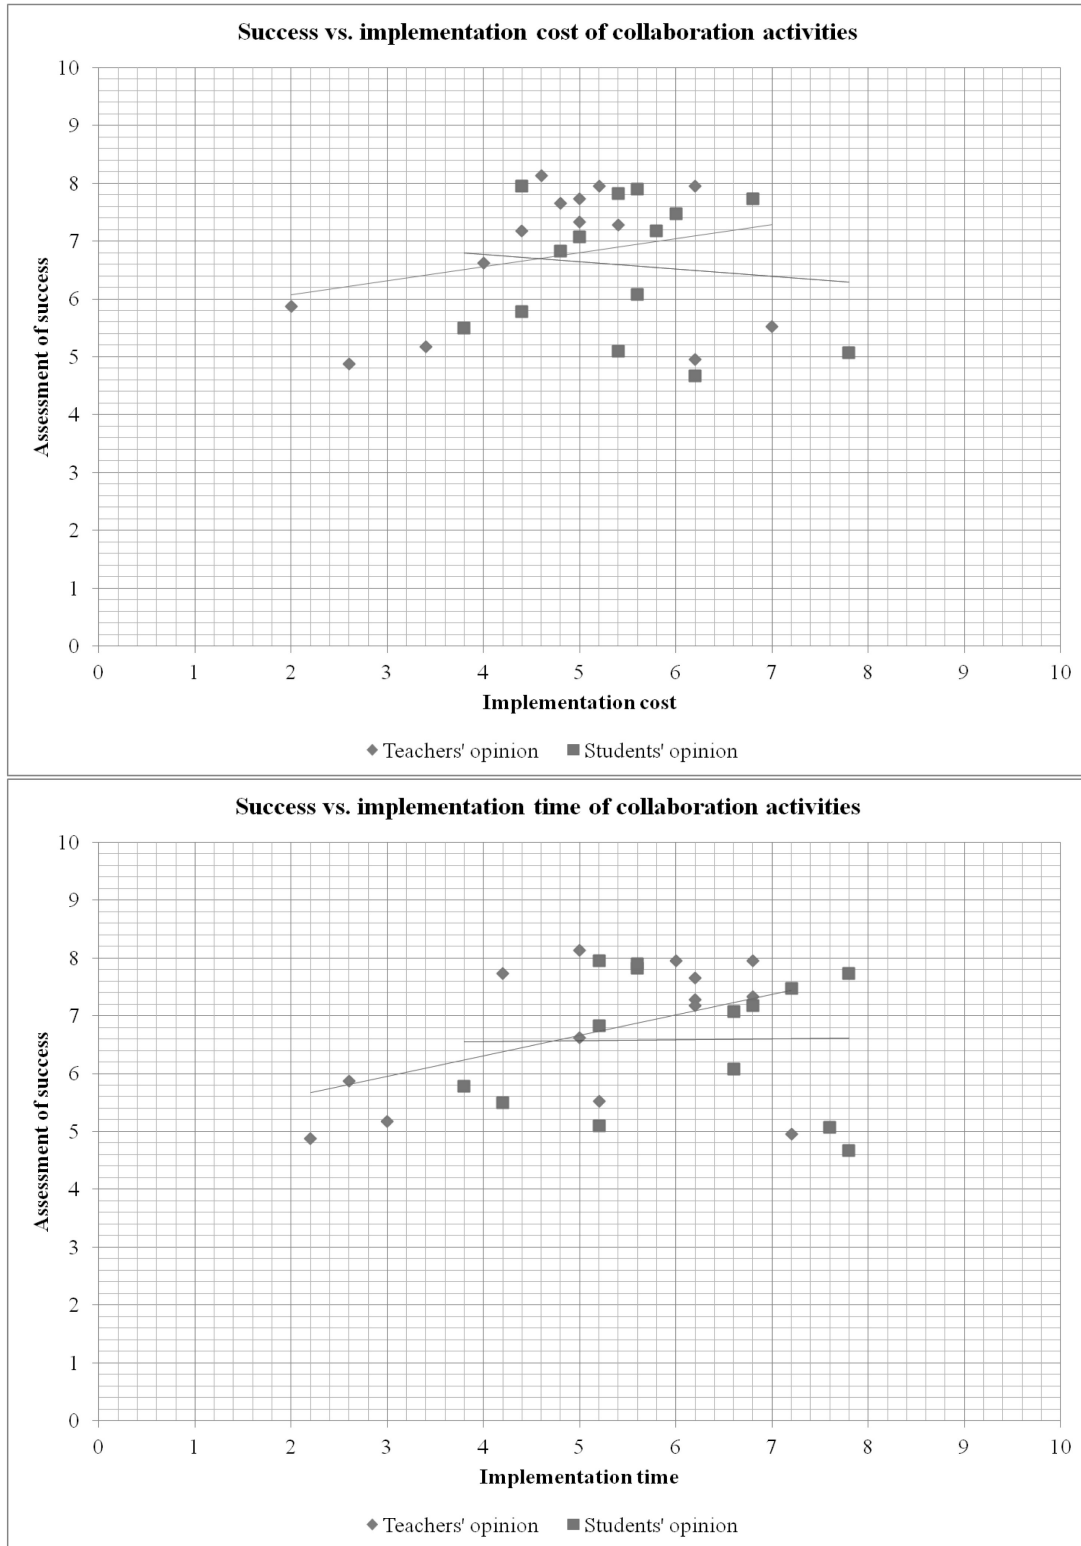 Success vs. implementation cost of collaboration activities
10
9
8
7
6
5
4
3
2
1
0
Assessment of success
0 1 2 3 4 5 6 7 8 9 10
Implementation cost
Teachers' opinion Students' opinion
Success vs. implementation time of collaboration activities
10
9
8
7
6
5
4
3
2
1
0
Assessment of success
0 1 2 3 4 5 6 7 8 9 10
Implementation time
Teachers' opinion Students' opinion